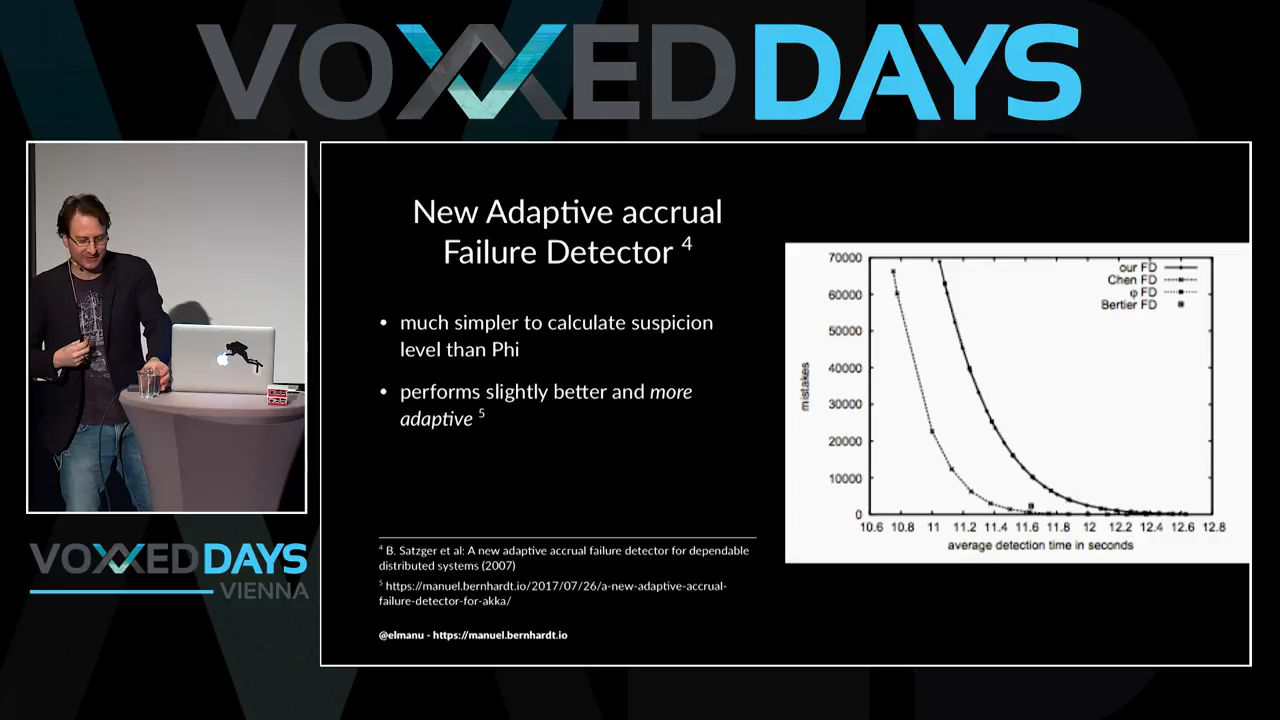 VOXXED DAYS
New Adaptive accrual
Failure Detector 4
• much simpler to calculate suspicion
level than Phi
• performs slightly better and more
adaptive 5
4 B. Satzger et al: A new adaptive accrual failure detector for dependable
distributed systems (2007)
5 https://manuel.bernhardt.io/2017/07/26/a-new-adaptive-accrual-
failure-detector-for-akka/
@elmanu - https://manuel.bernhardt.io
70000
60000
50000
40000
30000
20000
10000
0
mistakes
our FD
Chen FD
φ FD
Bertier FD
10.6 10.8 11 11.2 11.4 11.6 11.8 12 12.2 12.4 12.6 12.8
average detection time in seconds
VOXXED DAYS
VIENNA